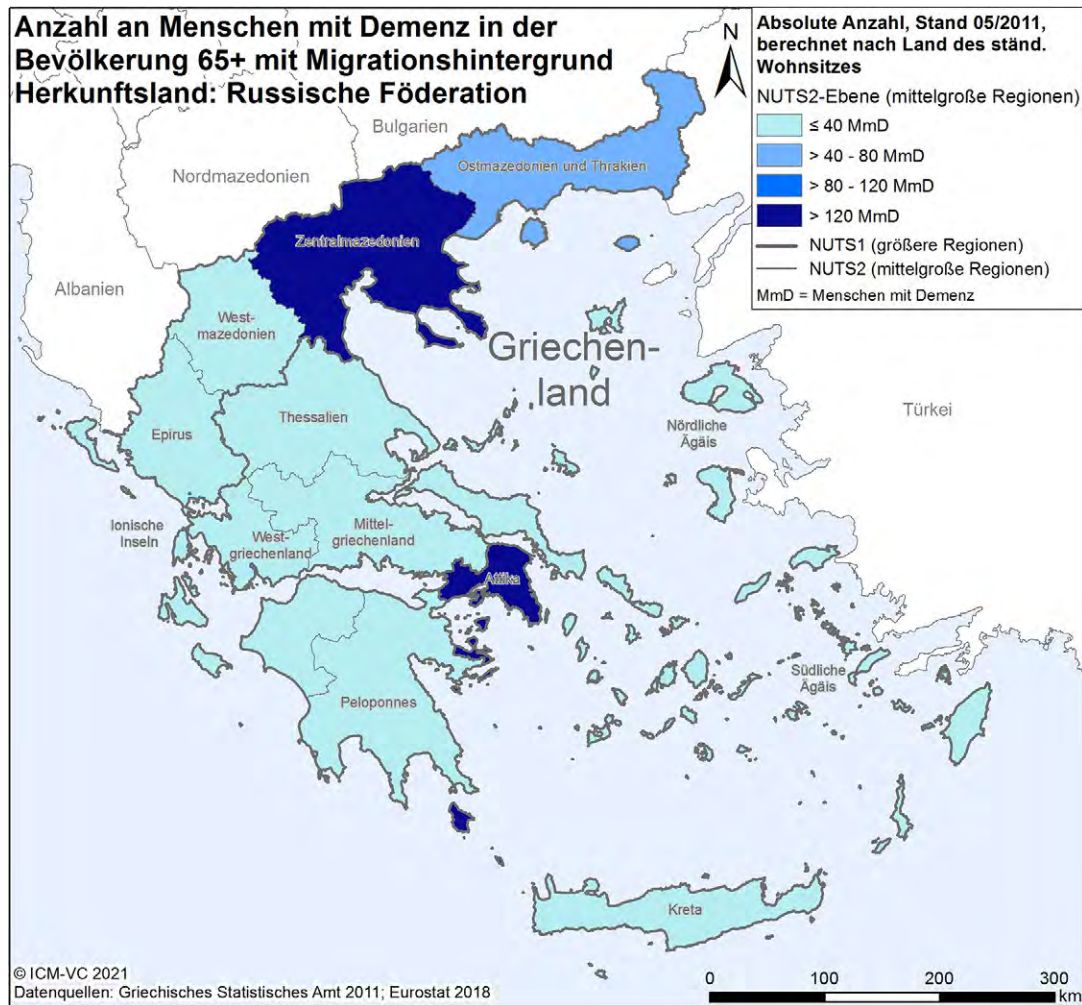 Anzahl an Menschen mit Demenz in der
Bevölkerung 65+ mit Migrationshintergrund
Herkunftsland: Russische Föderation
N
Absolute Anzahl, Stand 05/2011,
berechnet nach Land des ständ.
Wohnsitzes
NUTS2-Ebene (mittelgroße Regionen)
≤ 40 MmD
> 40 - 80 MmD
> 80 - 120 MmD
> 120 MmD
NUTS1 (größere Regionen)
NUTS2 (mittelgroße Regionen)
MmD = Menschen mit Demenz
Bulgarien
Nordmazedonien
Ostmazedonien und Thrakien
Zentralmazedonien
Albanien
West-
mazedonien
Griechen-
land
Türkei
Thessalien
Epirus
Nördliche
Ägäis
Ionische
Inseln
West-
griechenland
Mittel-
griechenland
Attika
Südliche
Ägäis
Peloponnes
Kreta
© ICM-VC 2021
Datenquellen: Griechisches Statistisches Amt 2011; Eurostat 2018
0 100 200 300
km